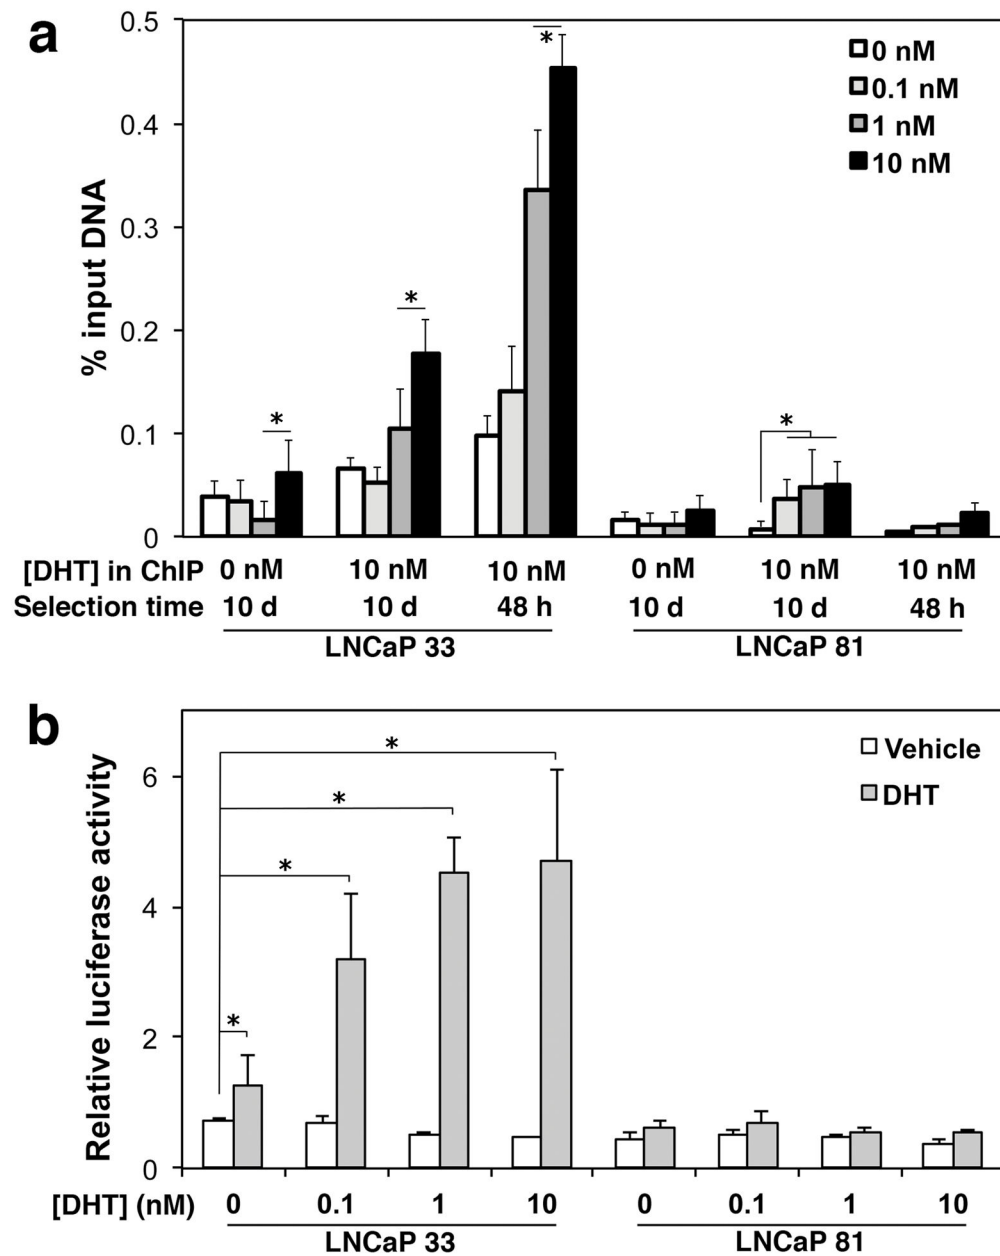 a
0.5
0.4
0.3
0.2
0.1
0
% input DNA
0 nM
0.1 nM
1 nM
10 nM
*
*
*
*
[DHT] in ChIP 0 nM 10 nM 10 nM 0 nM 10 nM 10 nM
Selection time 10 d 10 d 48 h 10 d 10 d 48 h
LNCaP 33 LNCaP 81
b
6
4
2
0
Relative luciferase activity
Vehicle
DHT
*
*
*
*
[DHT] (nM) 0 0.1 1 10 0 0.1 1 10
LNCaP 33 LNCaP 81